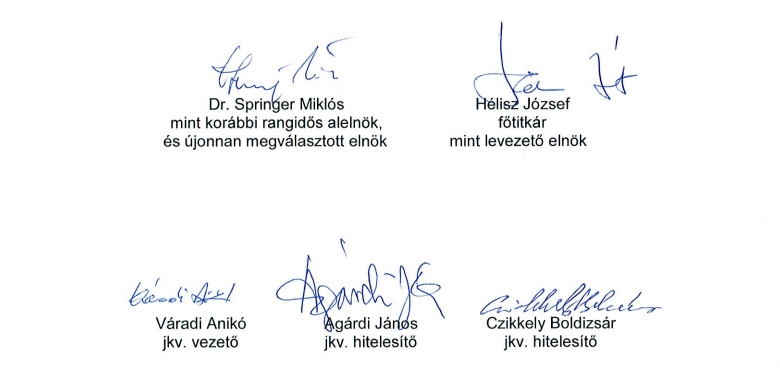 Dr. Springer Miklós
mint korábbi rangidős alelnök,
és újonnan megválasztott elnök
Hélisz József
főtitkár
mint levezető elnök
Váradi Anikó
jkv. vezető
Agárdi János
jkv. hitelesítő
Czikkely Boldizsár
jkv. hitelesítő